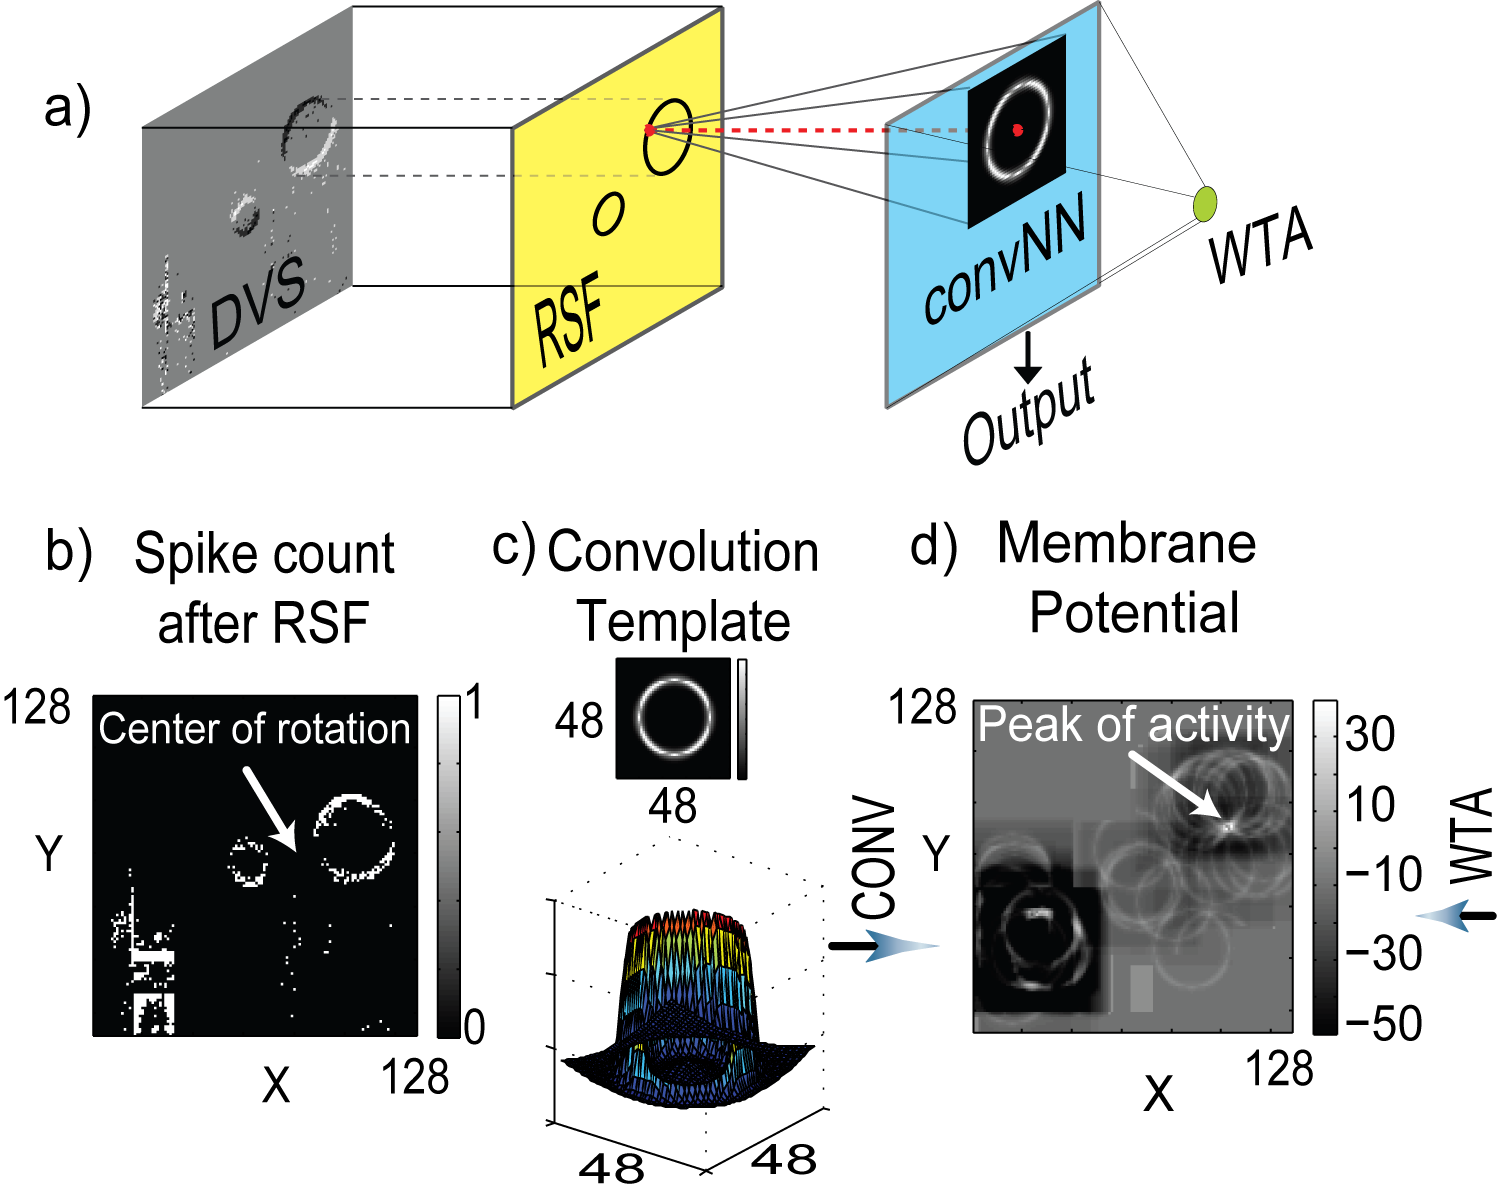 a)
DVS
RSF
convNN
WTA
Output
b) Spike count
after RSF
c) Convolution
Template
d) Membrane
Potential
128
Center of rotation
1
0
Y
X
128
48
48
48
48
CONV
128
Peak of activity
30
10
−10
−30
−50
Y
X
128
WTA